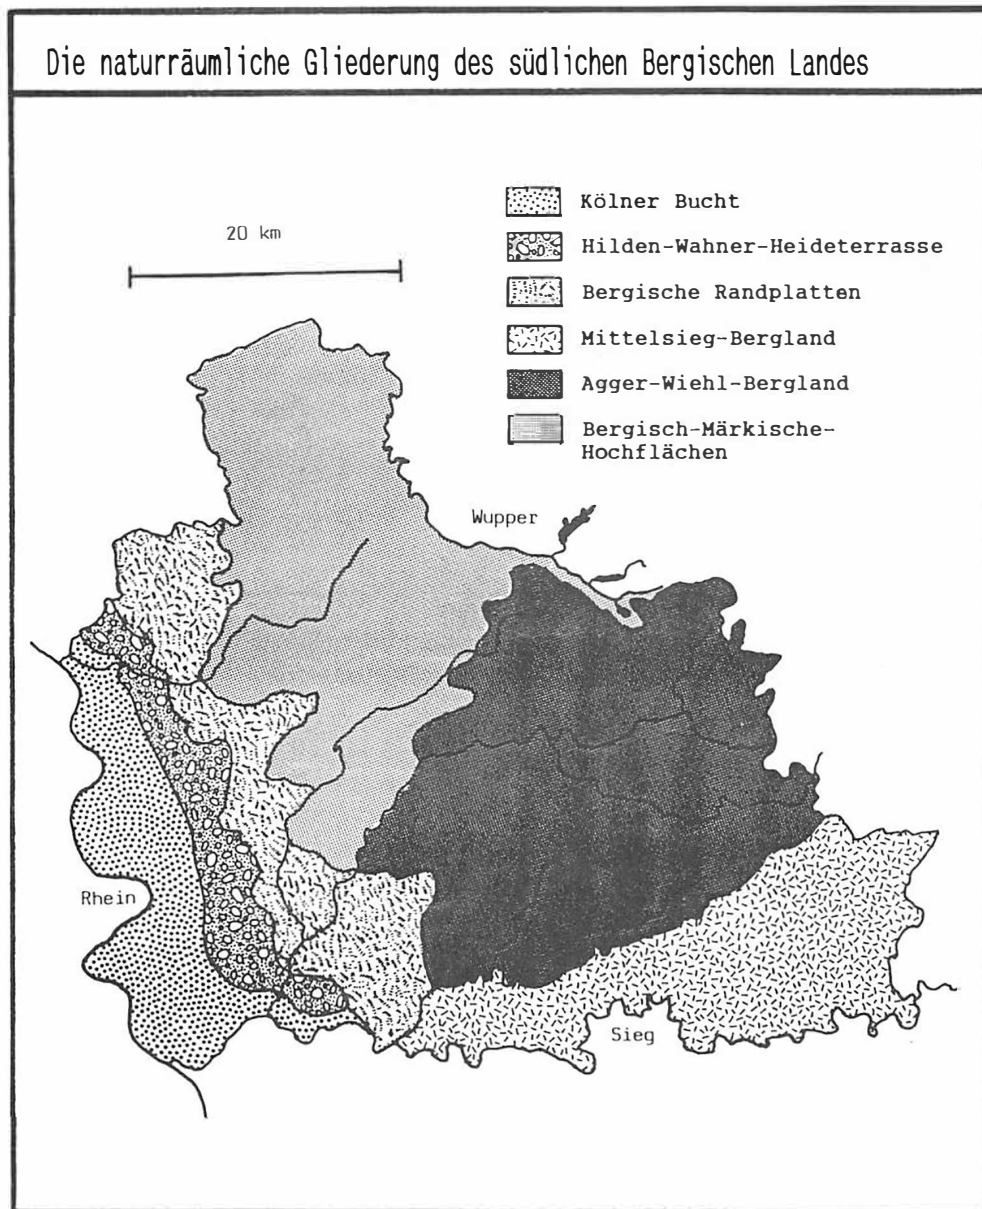 Die naturräumliche Gliederung des südlichen Bergischen Landes
20 km
Kölner Bucht
Hilden-Wahner-Heideterrasse
Bergische Randplatten
Mittelsieg-Bergland
Agger-Wiehl-Bergland
Bergisch-Märkische-
Hochflächen
Wupper
Rhein
Sieg